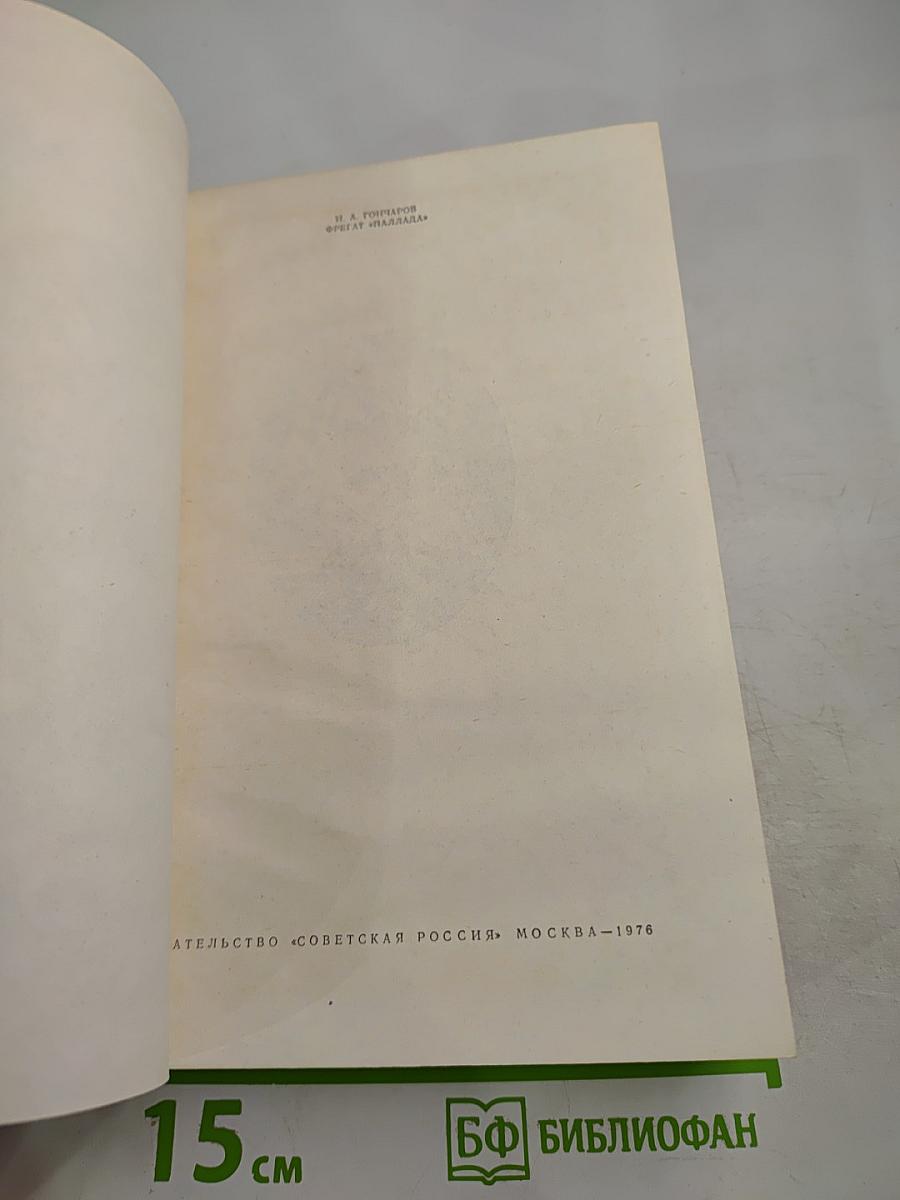 И. А. ГОНЧАРОВ
ФРЕГАТ «ПАЛЛАДА»
АТЕЛЬСТВО «СОВЕТСКАЯ РОССИЯ» МОСКВА—1976
15 см
БФ БИБЛИОФАН